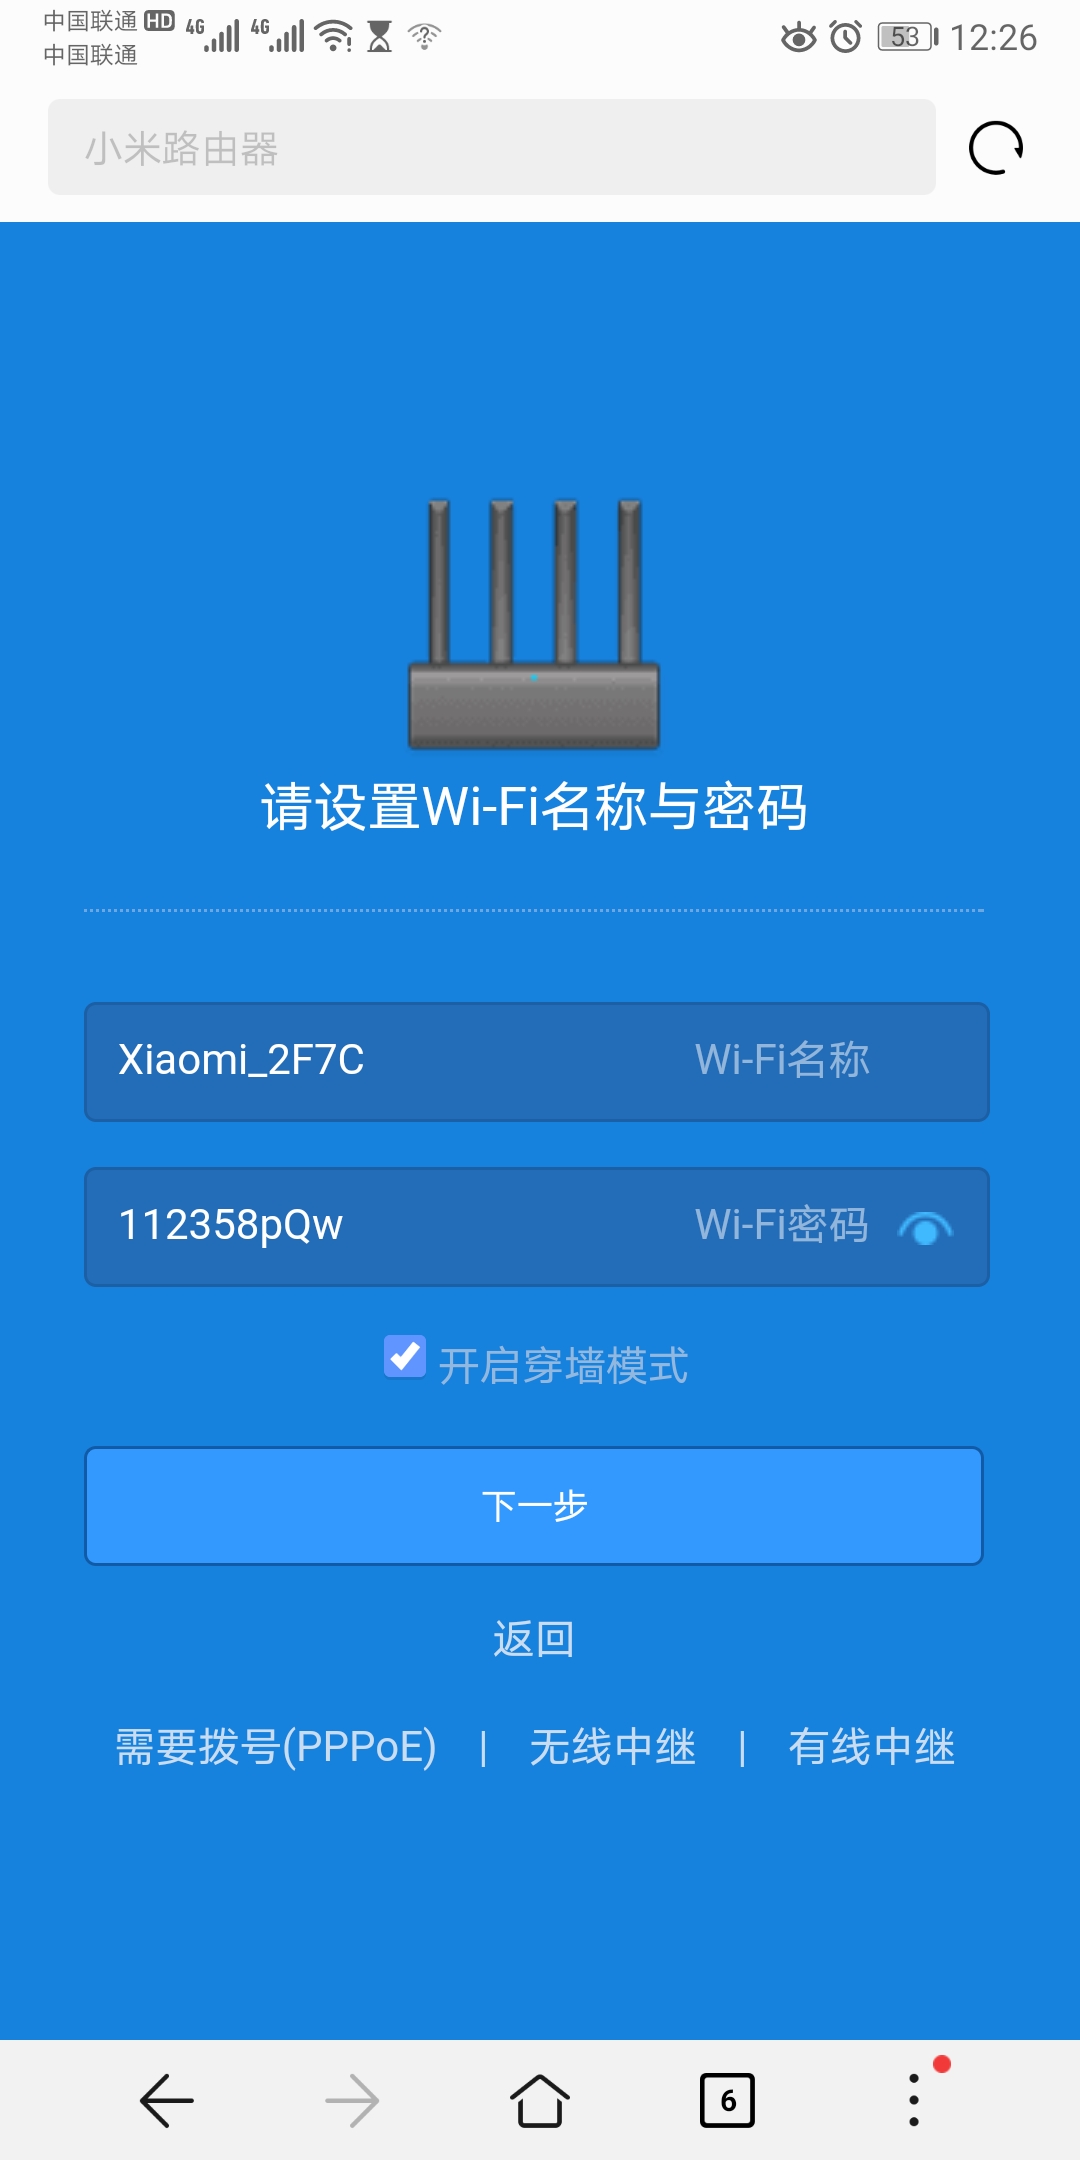 中国联通 HD 4G 4G 53 12:26
中国联通
小米路由器
请设置Wi-Fi名称与密码
Xiaomi_2F7C Wi-Fi名称
112358pQw Wi-Fi密码
开启穿墙模式
下一步
返回
需要拨号(PPPoE) | 无线中继 | 有线中继
6